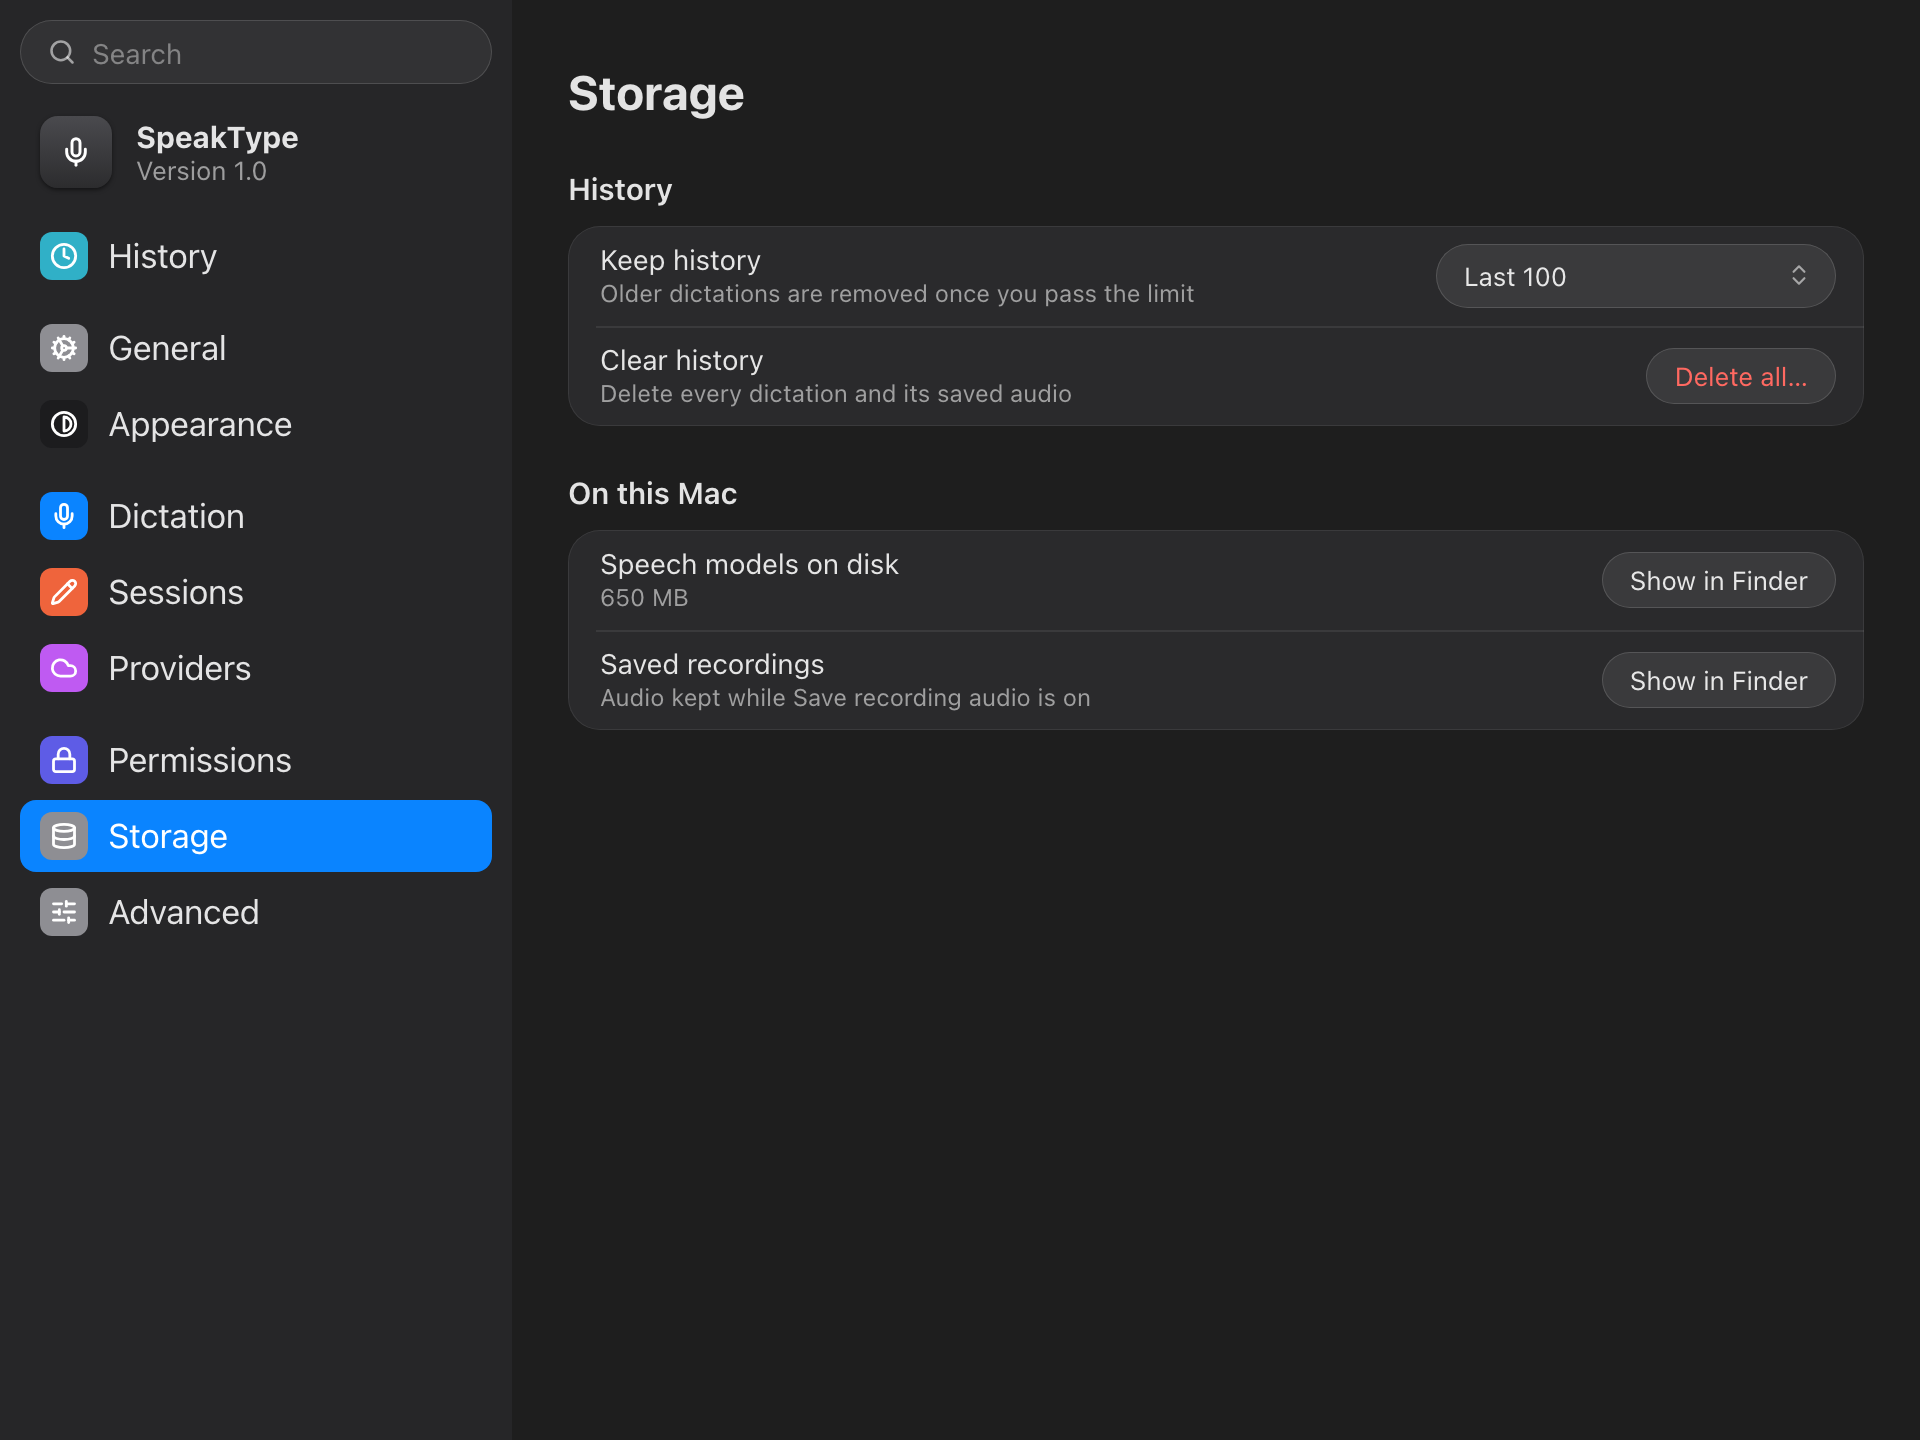 Search
SpeakType
Version 1.0
History
General
Appearance
Dictation
Sessions
Providers
Permissions
Storage
Advanced
Storage
History
Keep history
Older dictations are removed once you pass the limit
Last 100
Clear history
Delete every dictation and its saved audio
Delete all...
On this Mac
Speech models on disk
650 MB
Show in Finder
Saved recordings
Audio kept while Save recording audio is on
Show in Finder